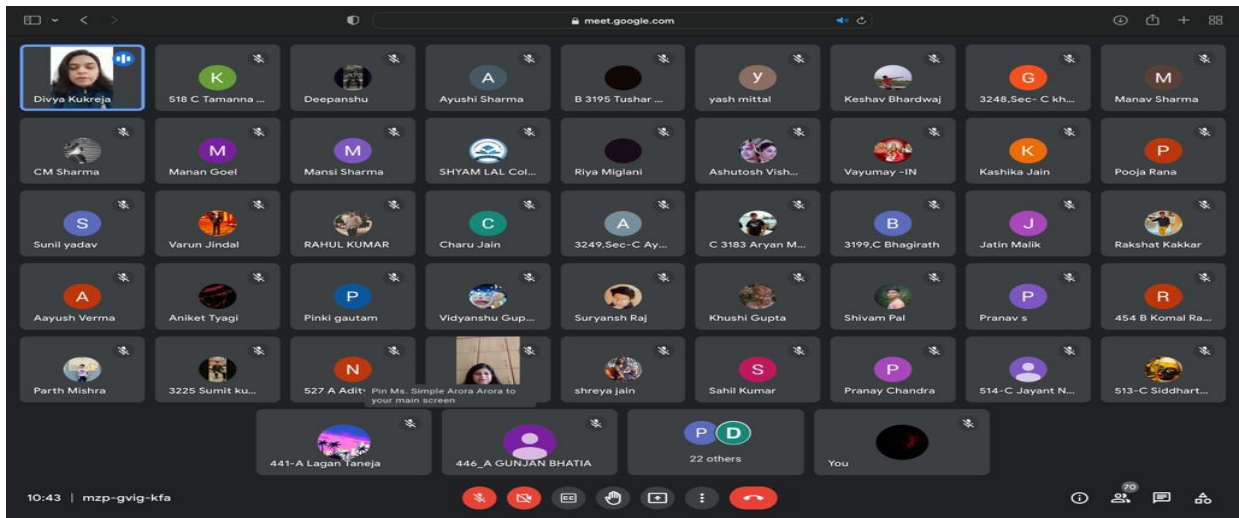 meet.google.com
Divya Kukreja
K
518 C Tamanna ...
Deepanshu
A
Ayushi Sharma
B 3195 Tushar ...
y
yash mittal
Keshav Bhardwaj
G
3248,Sec- C kh...
M
Manav Sharma
CM Sharma
M
Manan Goel
M
Mansi Sharma
SHYAM LAL Col...
Riya Miglani
Ashutosh Vish...
Vayumay -IN
K
Kashika Jain
P
Pooja Rana
S
Sunil yadav
Varun Jindal
RAHUL KUMAR
C
Charu Jain
A
3249,Sec-C Ay...
C 3183 Aryan M...
B
3199,C Bhagirath
J
Jatin Malik
Rakshat Kakkar
A
Aayush Verma
Aniket Tyagi
P
Pinki gautam
Vidyanshu Gup...
Suryansh Raj
Khushi Gupta
Shivam Pal
P
Pranav s
R
454 B Komal Ra...
Parth Mishra
3225 Sumit ku...
N
527 A Adit
Pin Ms. Simple Arora Arora to
your main screen
shreya jain
S
Sahil Kumar
P
Pranay Chandra
514-C Jayant N...
513-C Siddhart...
441-A Lagan Taneja
446_A GUNJAN BHATIA
P D
22 others
You
10:43 | mzp-gvig-kfa
CC
70